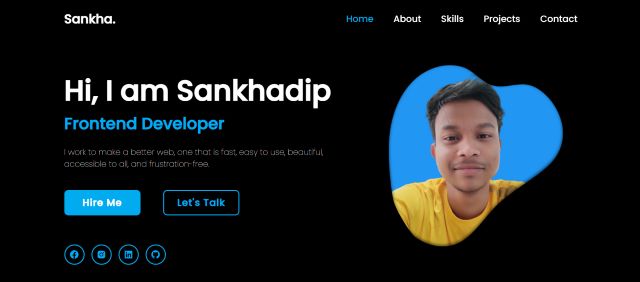 Sankha.
Home About Skills Projects Contact
Hi, I am Sankhadip
Frontend Developer
I work to make a better web, one that is fast, easy to use, beautiful,
accessible to all, and frustration-free.
Hire Me Let's Talk